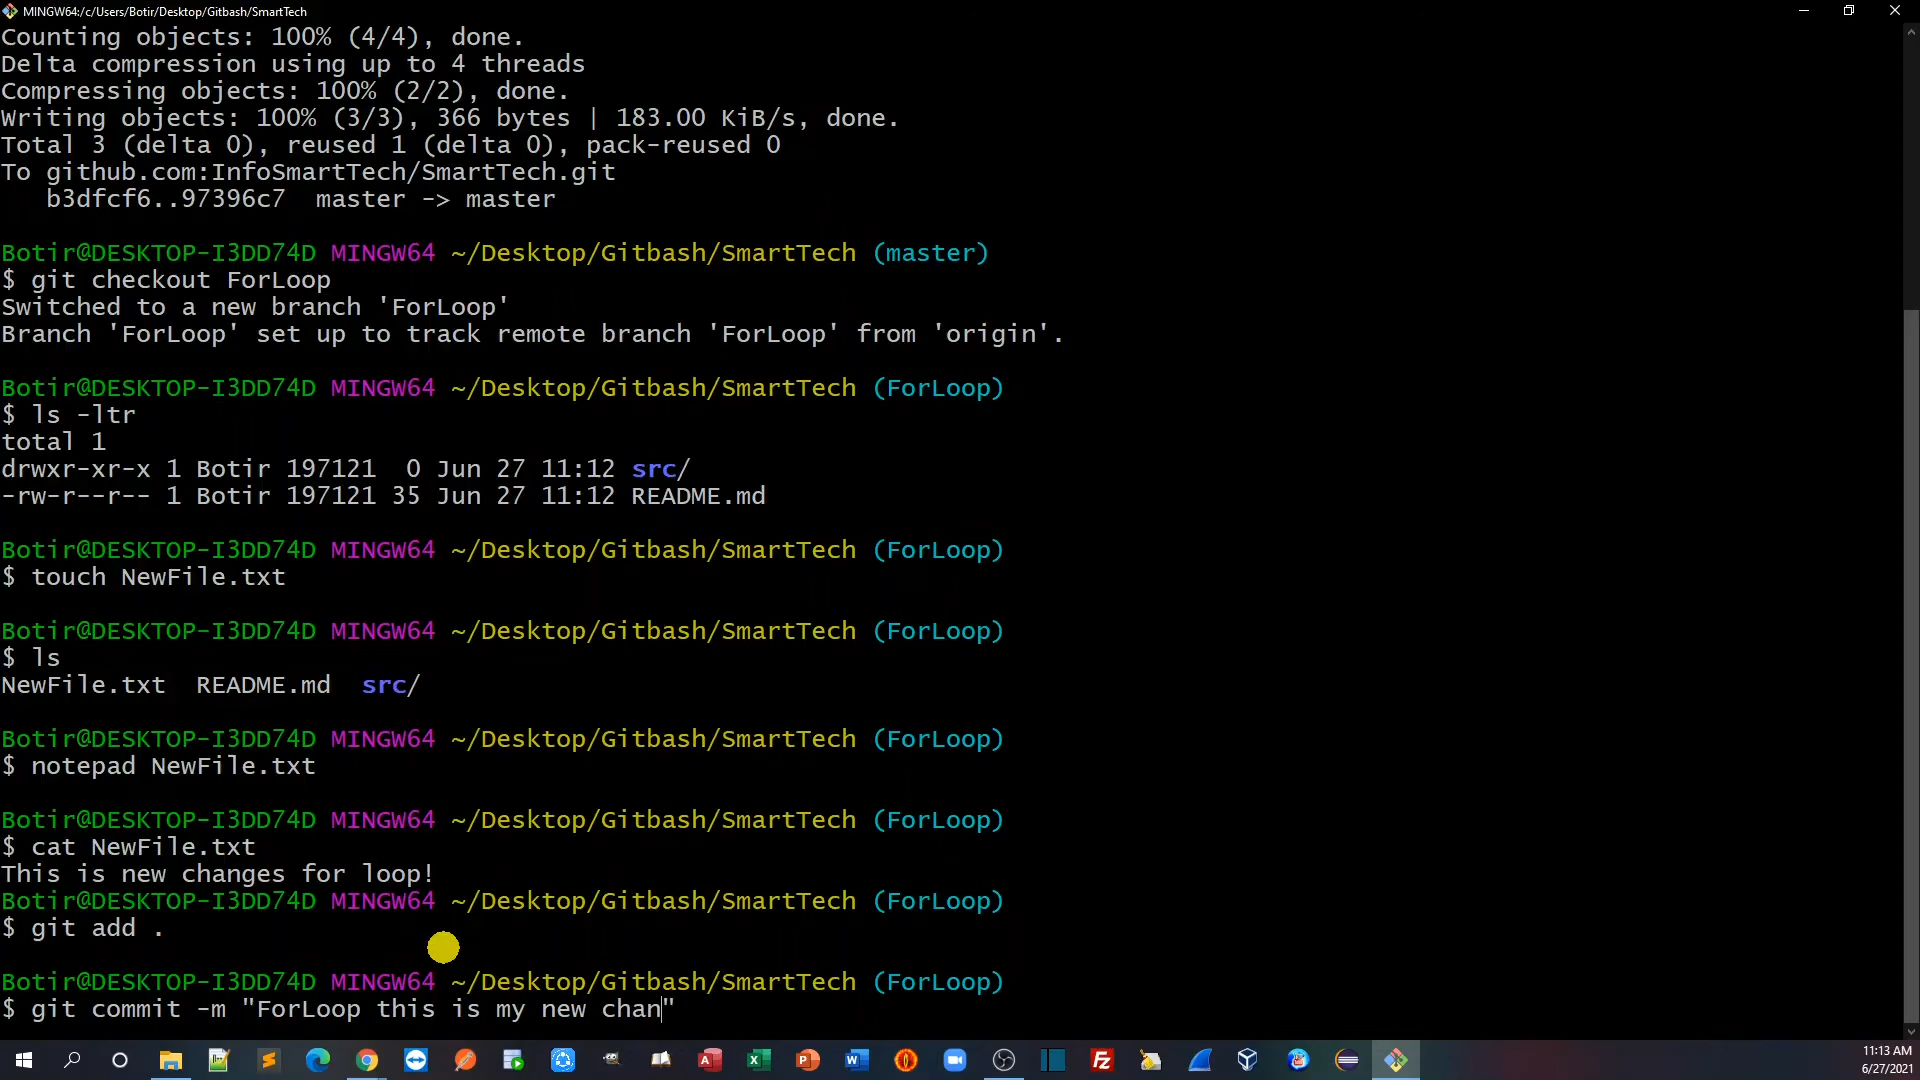 MINGW64:/c/Users/Botir/Desktop/Gitbash/SmartTech
Counting objects: 100% (4/4), done.
Delta compression using up to 4 threads
Compressing objects: 100% (2/2), done.
Writing objects: 100% (3/3), 366 bytes | 183.00 KiB/s, done.
Total 3 (delta 0), reused 1 (delta 0), pack-reused 0
To github.com:InfoSmartTech/SmartTech.git
   b3dfcf6..97396c7  master -> master
Botir@DESKTOP-I3DD74D MINGW64 ~/Desktop/Gitbash/SmartTech (master)
$ git checkout ForLoop
Switched to a new branch 'ForLoop'
Branch 'ForLoop' set up to track remote branch 'ForLoop' from 'origin'.
Botir@DESKTOP-I3DD74D MINGW64 ~/Desktop/Gitbash/SmartTech (ForLoop)
$ ls -ltr
total 1
drwxr-xr-x 1 Botir 197121  0 Jun 27 11:12 src/
-rw-r--r-- 1 Botir 197121 35 Jun 27 11:12 README.md
Botir@DESKTOP-I3DD74D MINGW64 ~/Desktop/Gitbash/SmartTech (ForLoop)
$ touch NewFile.txt
Botir@DESKTOP-I3DD74D MINGW64 ~/Desktop/Gitbash/SmartTech (ForLoop)
$ ls
NewFile.txt  README.md  src/
Botir@DESKTOP-I3DD74D MINGW64 ~/Desktop/Gitbash/SmartTech (ForLoop)
$ notepad NewFile.txt
Botir@DESKTOP-I3DD74D MINGW64 ~/Desktop/Gitbash/SmartTech (ForLoop)
$ cat NewFile.txt
This is new changes for loop!
Botir@DESKTOP-I3DD74D MINGW64 ~/Desktop/Gitbash/SmartTech (ForLoop)
$ git add .
Botir@DESKTOP-I3DD74D MINGW64 ~/Desktop/Gitbash/SmartTech (ForLoop)
$ git commit -m "ForLoop this is my new chan"
11:13 AM
6/27/2021